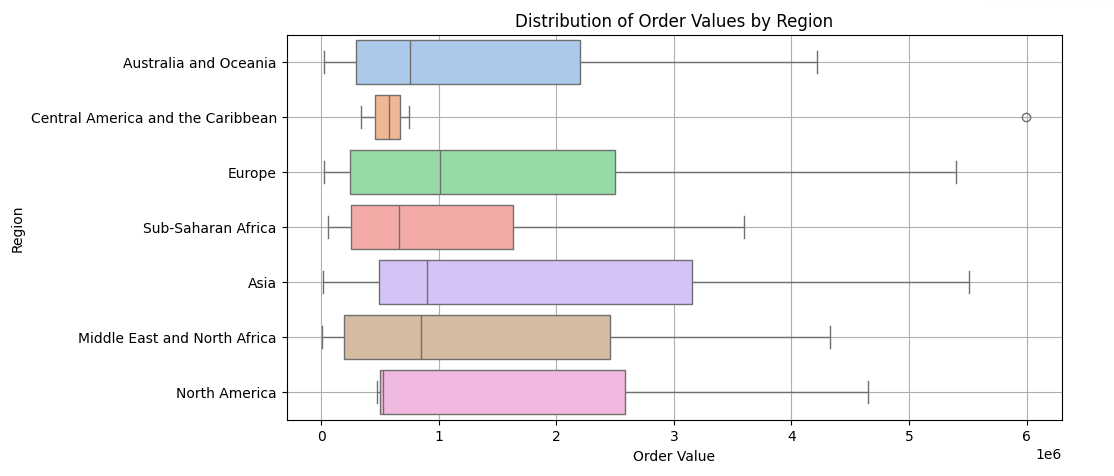 Distribution of Order Values by Region
Australia and Oceania
Central America and the Caribbean
Europe
Sub-Saharan Africa
Asia
Middle East and North Africa
North America
Region
0 1 2 3 4 5 6
1e6
Order Value